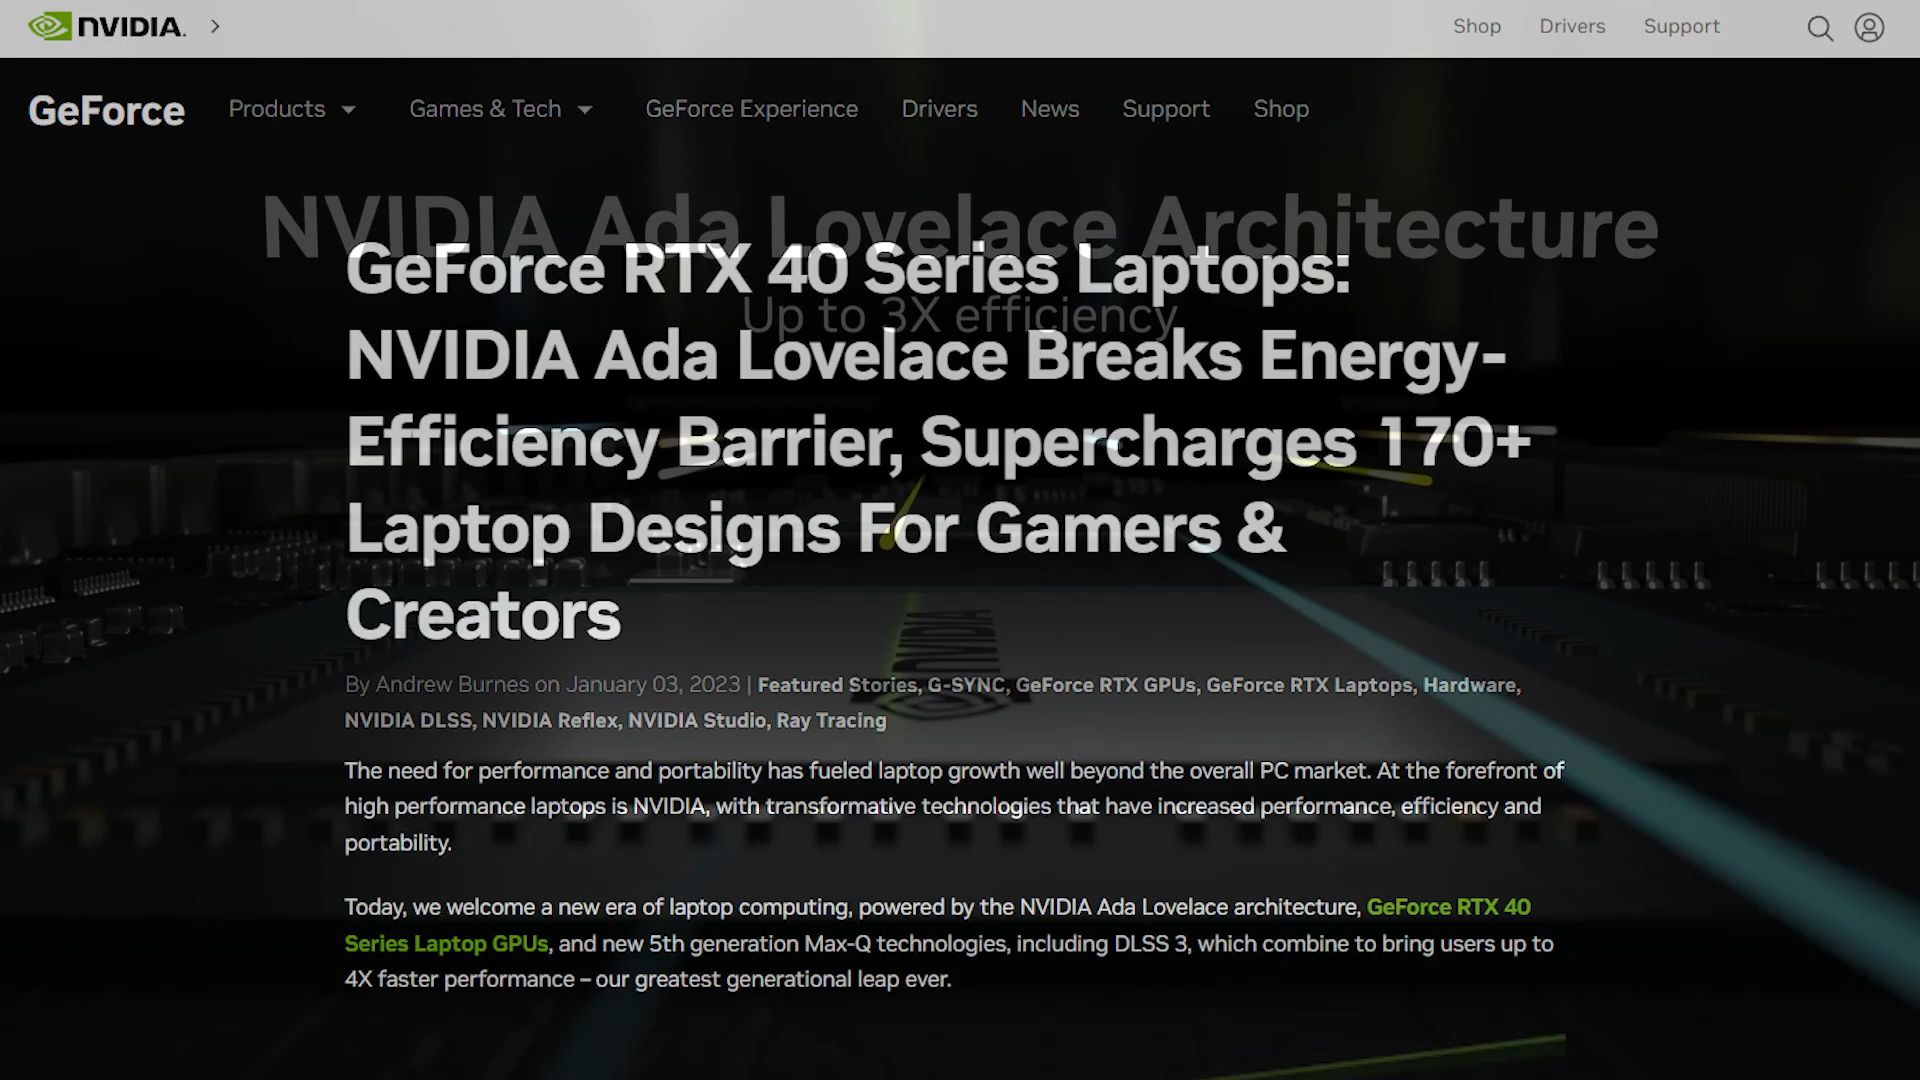 NVIDIA.
Shop Drivers Support
GeForce Products Games & Tech GeForce Experience Drivers News Support Shop
NVIDIA Ada Lovelace Architecture
Up to 3X efficiency
GeForce RTX 40 Series Laptops:
NVIDIA Ada Lovelace Breaks Energy-
Efficiency Barrier, Supercharges 170+
Laptop Designs For Gamers &
Creators
By Andrew Burnes on January 03, 2023 | Featured Stories, G-SYNC, GeForce RTX GPUs, GeForce RTX Laptops, Hardware,
NVIDIA DLSS, NVIDIA Reflex, NVIDIA Studio, Ray Tracing
NVIDIA
The need for performance and portability has fueled laptop growth well beyond the overall PC market. At the forefront of
high performance laptops is NVIDIA, with transformative technologies that have increased performance, efficiency and
portability.
Today, we welcome a new era of laptop computing, powered by the NVIDIA Ada Lovelace architecture, GeForce RTX 40
Series Laptop GPUs, and new 5th generation Max-Q technologies, including DLSS 3, which combine to bring users up to
4X faster performance – our greatest generational leap ever.